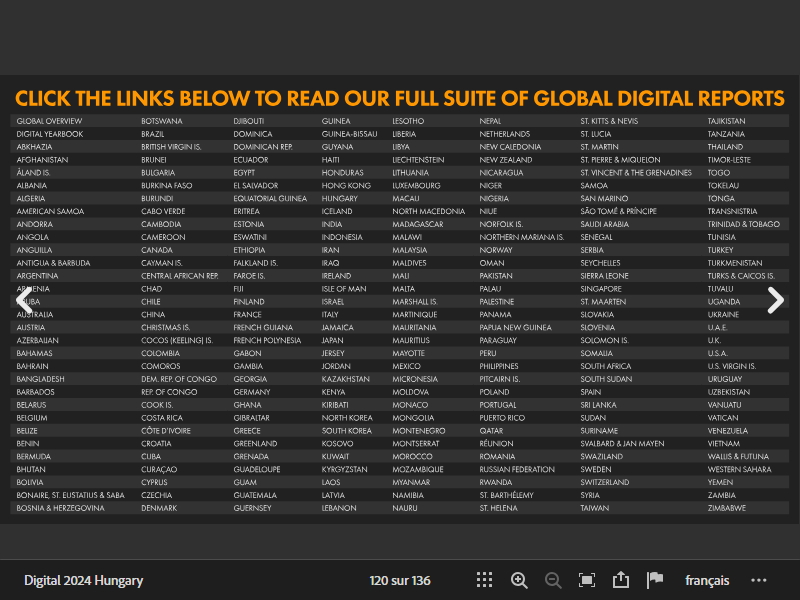 CLICK THE LINKS BELOW TO READ OUR FULL SUITE OF GLOBAL DIGITAL REPORTS
GLOBAL OVERVIEW BOTSWANA DJIBOUTI GUINEA LESOTHO NEPAL ST. KITTS & NEVIS TAJIKISTAN
DIGITAL YEARBOOK BRAZIL DOMINICA GUINEA-BISSAU LIBERIA NETHERLANDS ST. LUCIA TANZANIA
ABKHAZIA BRITISH VIRGIN IS. DOMINICAN REP. GUYANA LIBYA NEW CALEDONIA ST. MARTIN THAILAND
AFGHANISTAN BRUNEI ECUADOR HAITI LIECHTENSTEIN NEW ZEALAND ST. PIERRE & MIQUELON TIMOR-LESTE
ÅLAND IS. BULGARIA EGYPT HONDURAS LITHUANIA NICARAGUA ST. VINCENT & THE GRENADINES TOGO
ALBANIA BURKINA FASO EL SALVADOR HONG KONG LUXEMBOURG NIGER SAMOA TOKELAU
ALGERIA BURUNDI EQUATORIAL GUINEA HUNGARY MACAU NIGERIA SAN MARINO TONGA
AMERICAN SAMOA CABO VERDE ERITREA ICELAND NORTH MACEDONIA NIUE SÃO TOMÉ & PRÍNCIPE TRANSNISTRIA
ANDORRA CAMBODIA ESTONIA INDIA MADAGASCAR NORFOLK IS. SAUDI ARABIA TRINIDAD & TOBAGO
ANGOLA CAMEROON ESWATINI INDONESIA MALAWI NORTHERN MARIANA IS. SENEGAL TUNISIA
ANGUILLA CANADA ETHIOPIA IRAN MALAYSIA NORWAY SERBIA TURKEY
ANTIGUA & BARBUDA CAYMAN IS. FALKLAND IS. IRAQ MALDIVES OMAN SEYCHELLES TURKMENISTAN
ARGENTINA CENTRAL AFRICAN REP. FAROE IS. IRELAND MALI PAKISTAN SIERRA LEONE TURKS & CAICOS IS.
ARMENIA CHAD FIJI ISLE OF MAN MALTA PALAU SINGAPORE TUVALU
ARUBA CHILE FINLAND ISRAEL MARSHALL IS. PALESTINE ST. MAARTEN UGANDA
AUSTRALIA CHINA FRANCE ITALY MARTINIQUE PANAMA SLOVAKIA UKRAINE
AUSTRIA CHRISTMAS IS. FRENCH GUIANA JAMAICA MAURITANIA PAPUA NEW GUINEA SLOVENIA U.A.E.
AZERBAIJAN COCOS (KEELING) IS. FRENCH POLYNESIA JAPAN MAURITIUS PARAGUAY SOLOMON IS. U.K.
BAHAMAS COLOMBIA GABON JERSEY MAYOTTE PERU SOMALIA U.S.A.
BAHRAIN COMOROS GAMBIA JORDAN MEXICO PHILIPPINES SOUTH AFRICA U.S. VIRGIN IS.
BANGLADESH DEM. REP. OF CONGO GEORGIA KAZAKHSTAN MICRONESIA PITCAIRN IS. SOUTH SUDAN URUGUAY
BARBADOS REP. OF CONGO GERMANY KENYA MOLDOVA POLAND SPAIN UZBEKISTAN
BELARUS COOK IS. GHANA KIRIBATI MONACO PORTUGAL SRI LANKA VANUATU
BELGIUM COSTA RICA GIBRALTAR NORTH KOREA MONGOLIA PUERTO RICO SUDAN VATICAN
BELIZE CÔTE D'IVOIRE GREECE SOUTH KOREA MONTENEGRO QATAR SURINAME VENEZUELA
BENIN CROATIA GREENLAND KOSOVO MONTSERRAT RÉUNION SVALBARD & JAN MAYEN VIETNAM
BERMUDA CUBA GRENADA KUWAIT MOROCCO ROMANIA SWAZILAND WALLIS & FUTUNA
BHUTAN CURAÇAO GUADELOUPE KYRGYZSTAN MOZAMBIQUE RUSSIAN FEDERATION SWEDEN WESTERN SAHARA
BOLIVIA CYPRUS GUAM LAOS MYANMAR RWANDA SWITZERLAND YEMEN
BONAIRE, ST. EUSTATIUS & SABA CZECHIA GUATEMALA LATVIA NAMIBIA ST. BARTHÉLEMY SYRIA ZAMBIA
BOSNIA & HERZEGOVINA DENMARK GUERNSEY LEBANON NAURU ST. HELENA TAIWAN ZIMBABWE
Digital 2024 Hungary 120 sur 136 français